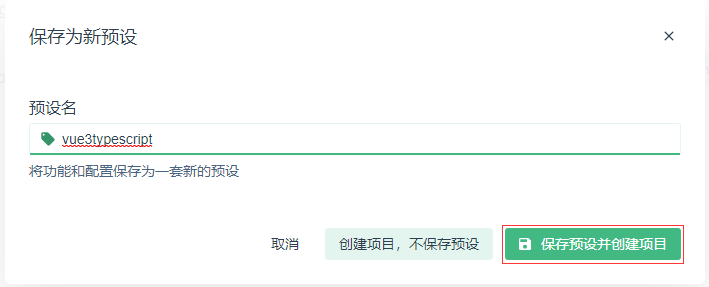 保存为新预设
预设名
vue3typescript
将功能和配置保存为一套新的预设
取消 创建项目，不保存预设 保存预设并创建项目